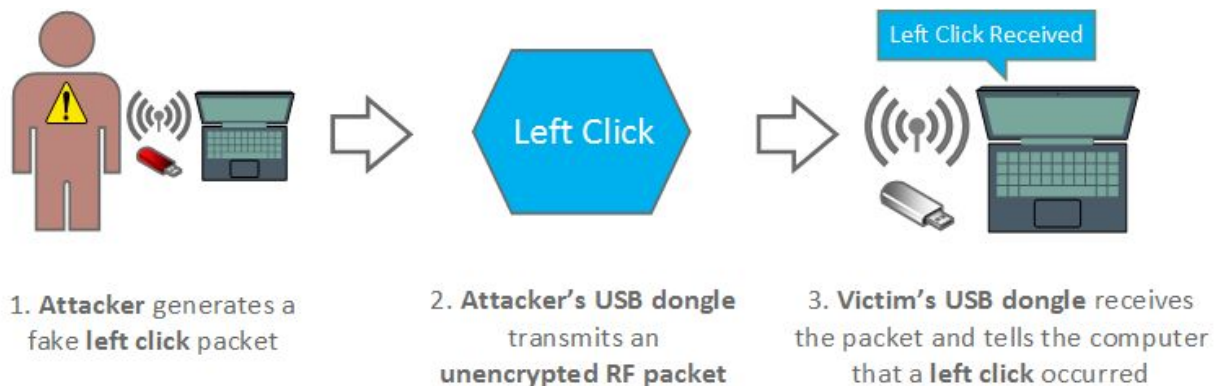 Left Click Received
Left Click
1. Attacker generates a
fake left click packet
2. Attacker's USB dongle
transmits an
unencrypted RF packet
3. Victim's USB dongle receives
the packet and tells the computer
that a left click occurred